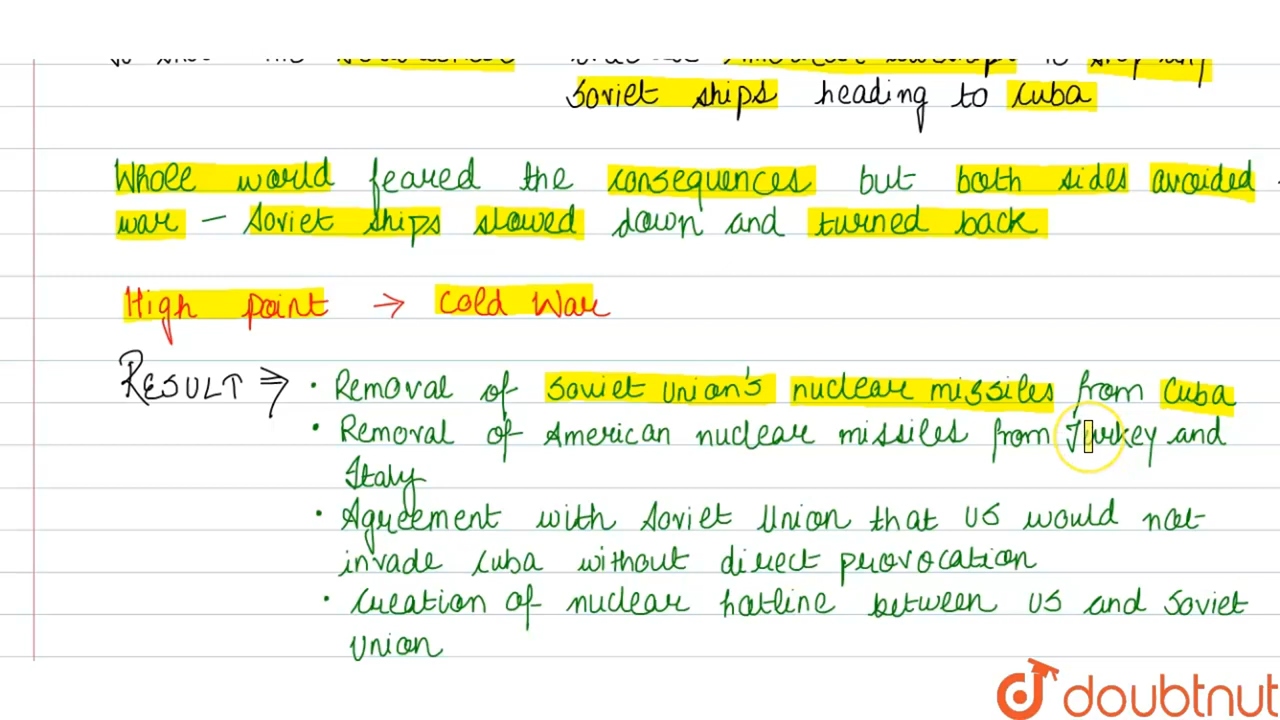 Soviet ships heading to Cuba
Whole world feared the consequences but both sides avoided
war – Soviet ships slowed down and turned back
High point → Cold War
RESULT ⇒ • Removal of Soviet Union's nuclear missiles from Cuba
• Removal of American nuclear missiles from Turkey and
Italy
• Agreement with Soviet Union that US would not
invade Cuba without direct provocation
• Creation of nuclear hotline between US and Soviet
Union
doubtnut